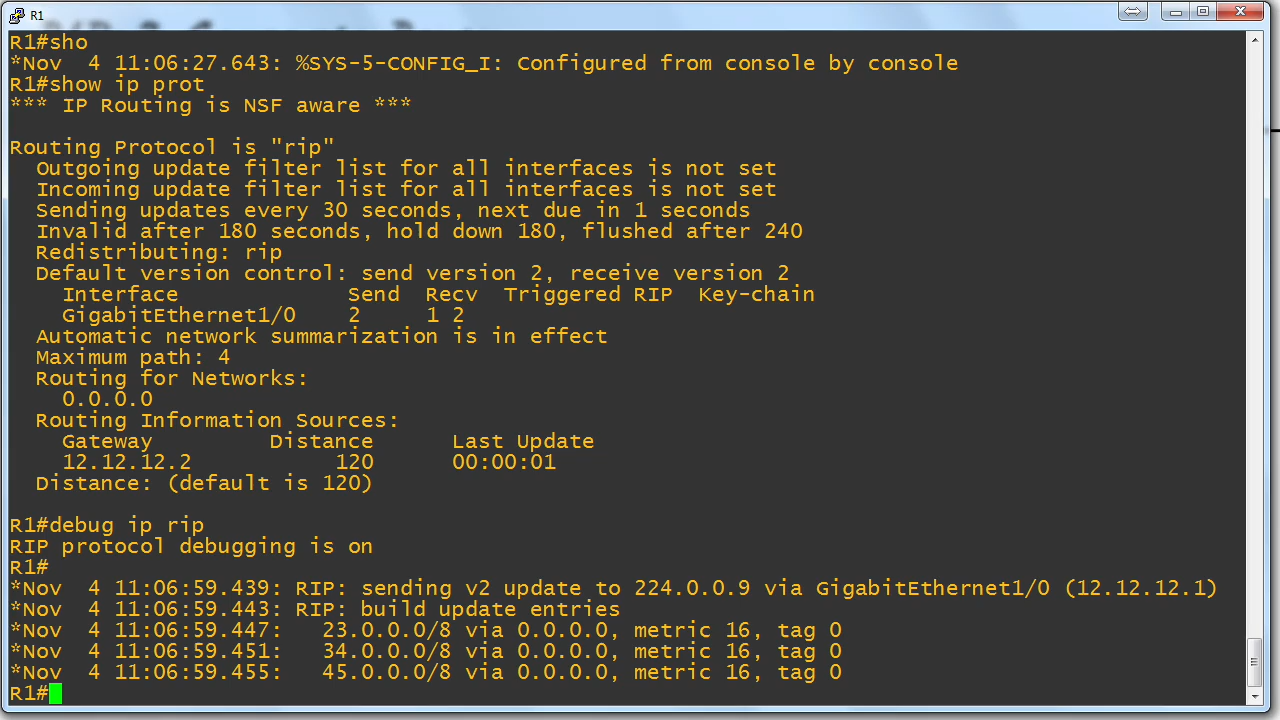 R1
R1#sho
*Nov  4 11:06:27.643: %SYS-5-CONFIG_I: Configured from console by console
R1#show ip prot
*** IP Routing is NSF aware ***
Routing Protocol is "rip"
  Outgoing update filter list for all interfaces is not set
  Incoming update filter list for all interfaces is not set
  Sending updates every 30 seconds, next due in 1 seconds
  Invalid after 180 seconds, hold down 180, flushed after 240
  Redistributing: rip
  Default version control: send version 2, receive version 2
    Interface             Send  Recv  Triggered RIP  Key-chain
    GigabitEthernet1/0    2     1 2
  Automatic network summarization is in effect
  Maximum path: 4
  Routing for Networks:
    0.0.0.0
  Routing Information Sources:
    Gateway         Distance      Last Update
    12.12.12.2           120      00:00:01
  Distance: (default is 120)
R1#debug ip rip
RIP protocol debugging is on
R1#
*Nov  4 11:06:59.439: RIP: sending v2 update to 224.0.0.9 via GigabitEthernet1/0 (12.12.12.1)
*Nov  4 11:06:59.443: RIP: build update entries
*Nov  4 11:06:59.447:   23.0.0.0/8 via 0.0.0.0, metric 16, tag 0
*Nov  4 11:06:59.451:   34.0.0.0/8 via 0.0.0.0, metric 16, tag 0
*Nov  4 11:06:59.455:   45.0.0.0/8 via 0.0.0.0, metric 16, tag 0
R1#